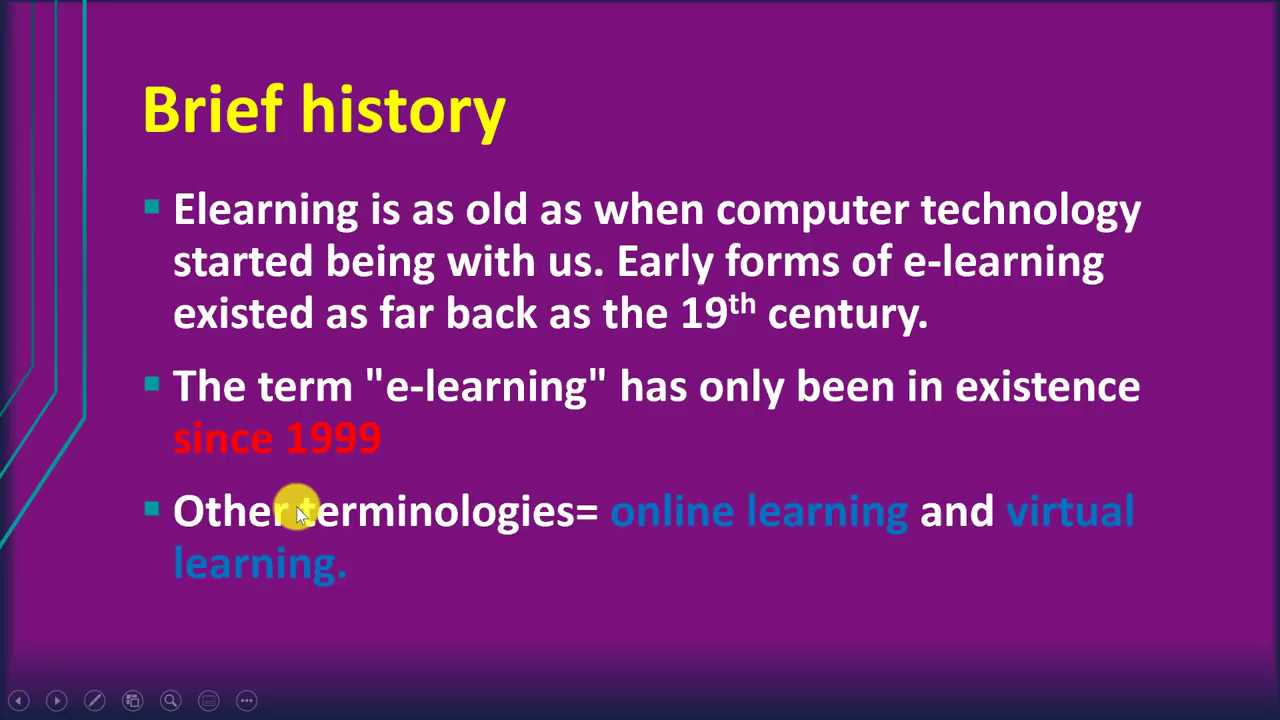 Brief history
Elearning is as old as when computer technology
started being with us. Early forms of e-learning
existed as far back as the 19th century.
The term "e-learning" has only been in existence
since 1999
Other terminologies= online learning and virtual
learning.